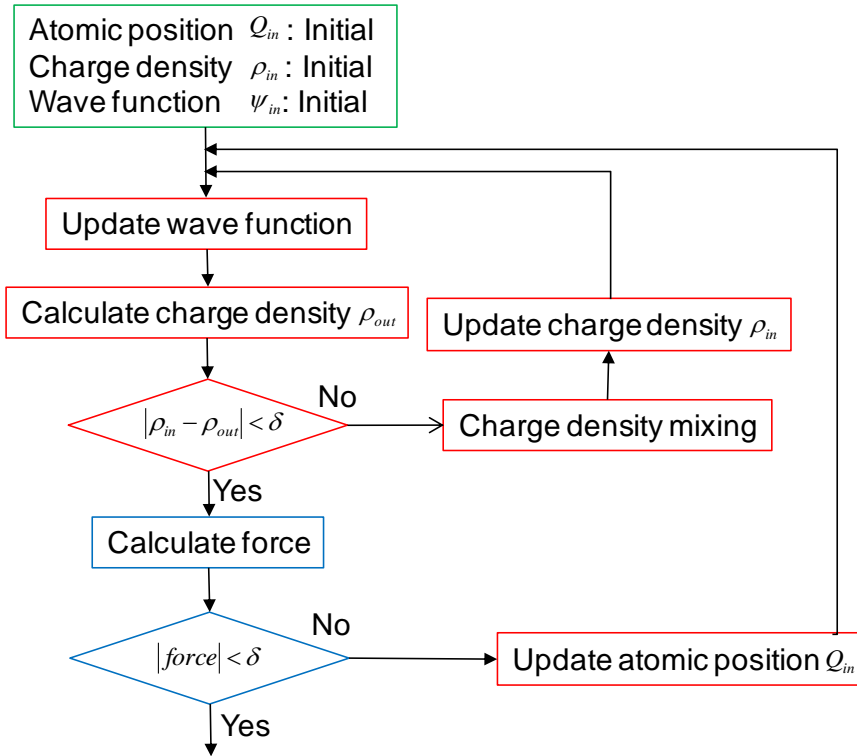 Atomic position Q_in : Initial
Charge density ρ_in : Initial
Wave function ψ_in : Initial
Update wave function
Calculate charge density ρ_out
Update charge density ρ_in
|ρ_in − ρ_out| < δ
No
Charge density mixing
Yes
Calculate force
|force| < δ
No
Update atomic position Q_in
Yes